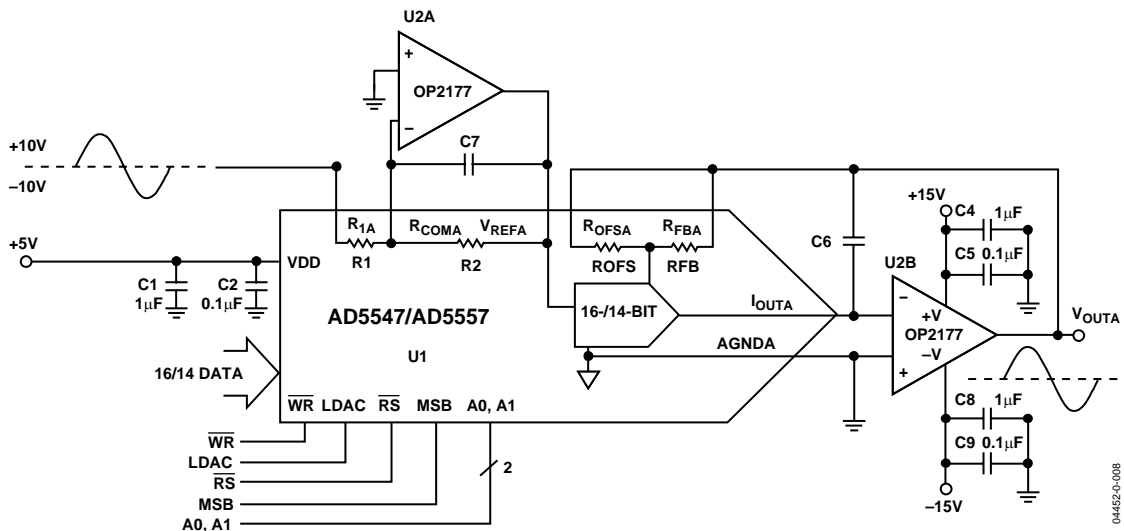 U2A
+
OP2177
–
C7
+10V
–10V
+5V
C1
1µF
C2
0.1µF
VDD
R1A
R1
RCOMA
VREFA
R2
ROFSA
ROFS
RFBA
RFB
AD5547/AD5557
U1
16-/14-BIT
IOUTA
AGNDA
C6
U2B
–
+V
OP2177
–V
+
+15V
C4
1µF
C5 0.1µF
VOUTA
C8 1µF
C9 0.1µF
–15V
16/14 DATA
WR LDAC RS MSB A0, A1
WR
LDAC
RS
MSB
A0, A1
2
04452-0-008